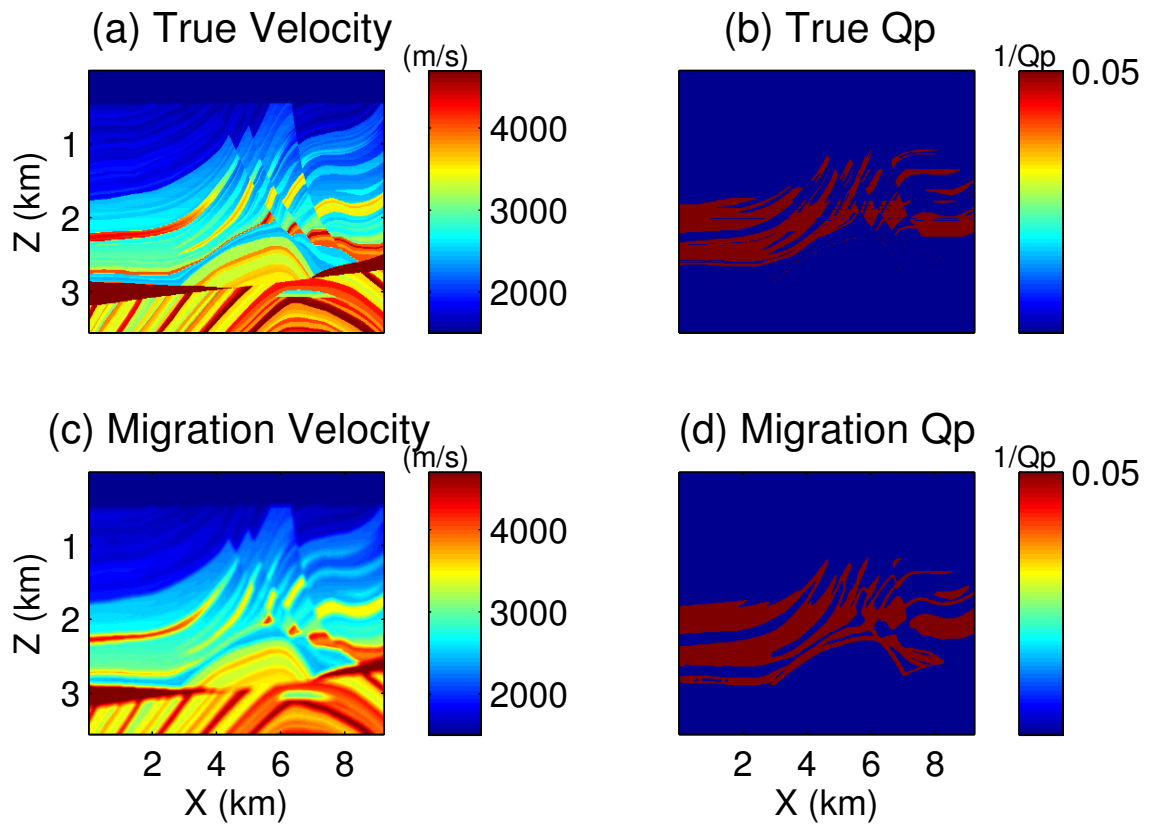 (a) True Velocity
(m/s)
Z (km)
1
2
3
4000
3000
2000
(b) True Qp
1/Qp
0.05
(c) Migration Velocity
(m/s)
Z (km)
1
2
3
2 4 6 8
X (km)
4000
3000
2000
(d) Migration Qp
1/Qp
0.05
2 4 6 8
X (km)